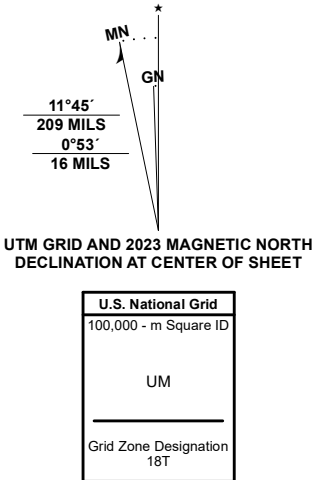 MN
GN
11°45´
209 MILS
0°53´
16 MILS
UTM GRID AND 2023 MAGNETIC NORTH
DECLINATION AT CENTER OF SHEET
U.S. National Grid
100,000 - m Square ID
UM
Grid Zone Designation
18T